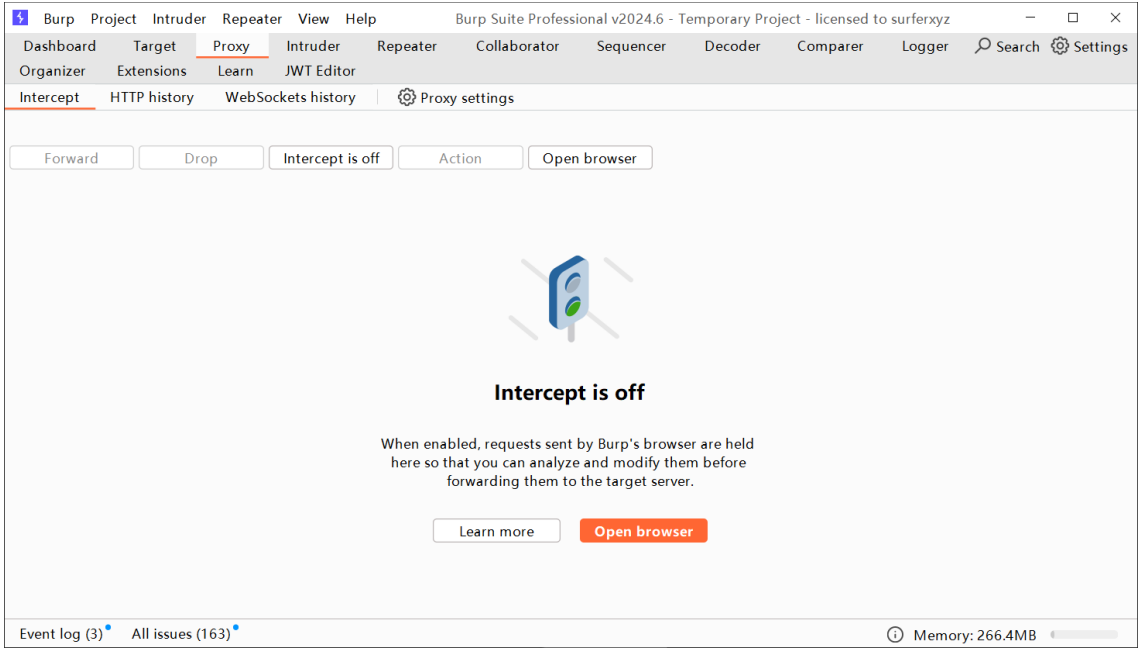 Burp Project Intruder Repeater View Help Burp Suite Professional v2024.6 - Temporary Project - licensed to surferxyz
Dashboard Target Proxy Intruder Repeater Collaborator Sequencer Decoder Comparer Logger Search Settings
Organizer Extensions Learn JWT Editor
Intercept HTTP history WebSockets history Proxy settings
Forward Drop Intercept is off Action Open browser
Intercept is off
When enabled, requests sent by Burp's browser are held
here so that you can analyze and modify them before
forwarding them to the target server.
Learn more Open browser
Event log (3) All issues (163) Memory: 266.4MB